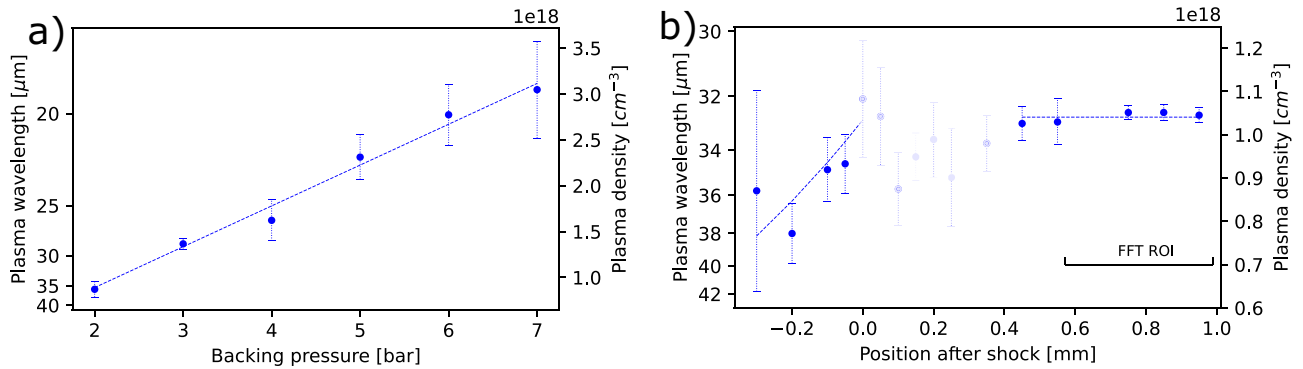 a)
1e18
Plasma wavelength [μm]
20
25
30
35
40
3.5
3.0
2.5
2.0
1.5
1.0
Plasma density [cm⁻³]
2 3 4 5 6 7
Backing pressure [bar]
b)
1e18
Plasma wavelength [μm]
30
32
34
36
38
40
42
1.2
1.1
1.0
0.9
0.8
0.7
0.6
Plasma density [cm⁻³]
FFT ROI
−0.2 0.0 0.2 0.4 0.6 0.8 1.0
Position after shock [mm]